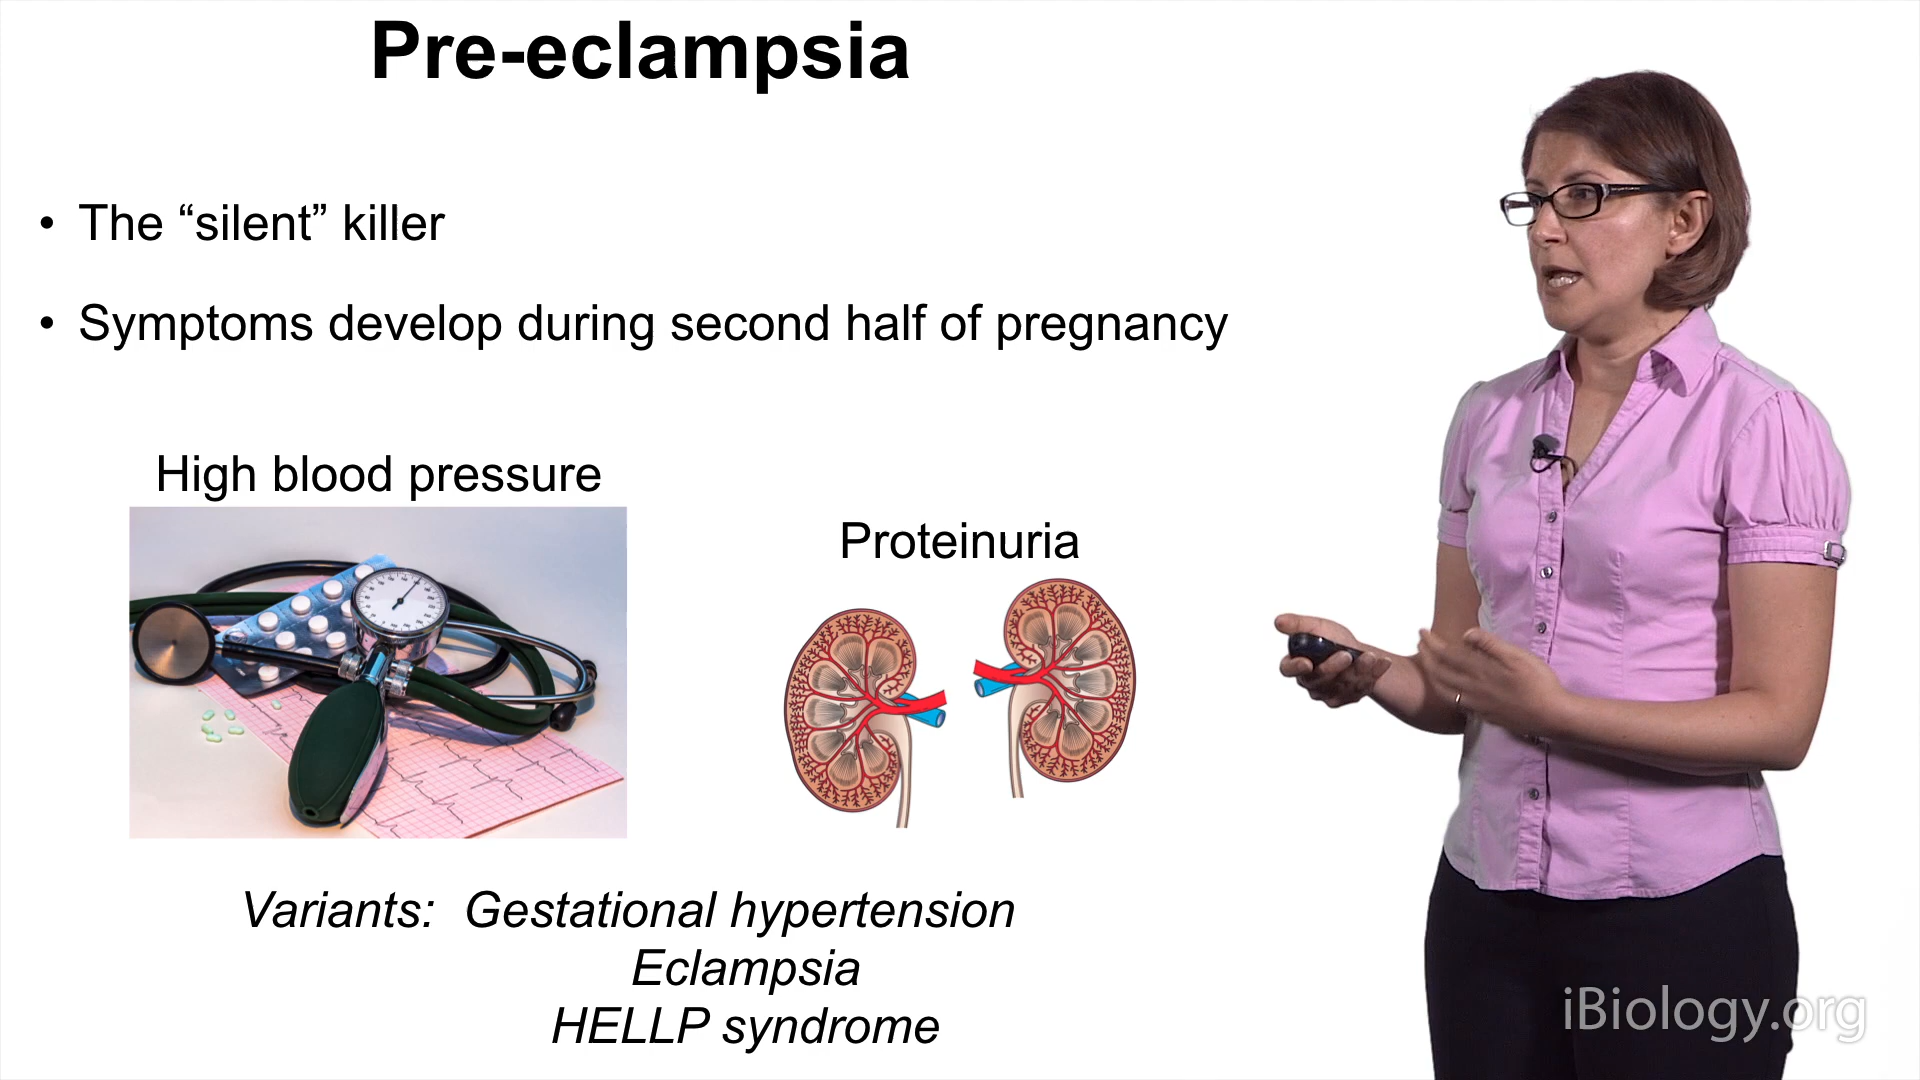 Pre-eclampsia
• The “silent” killer
• Symptoms develop during second half of pregnancy
High blood pressure
Proteinuria
Variants: Gestational hypertension
Eclampsia
HELLP syndrome
iBiology.org